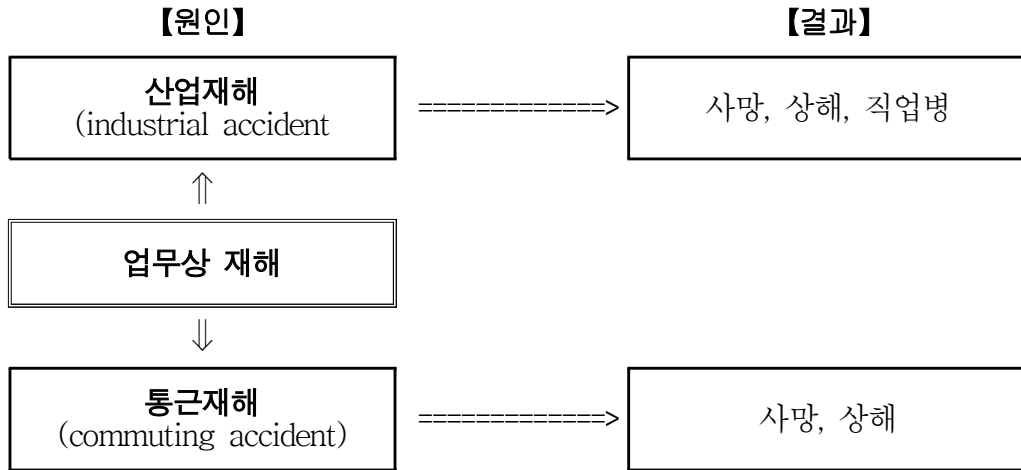 【원인】 【결과】
산업재해
(industrial accident
=============>
사망, 상해, 직업병
⇑
업무상 재해
⇓
통근재해
(commuting accident)
=============>
사망, 상해